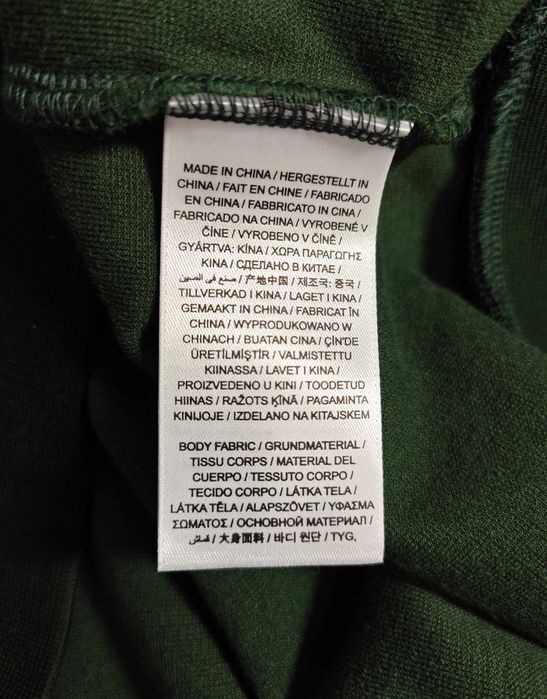 MADE IN CHINA / HERGESTELLT IN
CHINA / FAIT EN CHINE / FABRICADO
EN CHINA / FABBRICATO IN CINA /
FABRICADO NA CHINA / VYROBENÉ V
ČÍNE / VYROBENO V ČÍNĚ /
GYÁRTVA: KÍNA / ΧΩΡΑ ΠΑΡΑΓΩΓΗΣ
KINA / СДЕЛАНО В КИТАЕ /
صنع في الصين / 产地中国 / 제조국: 중국 /
TILLVERKAD I KINA / LAGET I KINA /
GEMAAKT IN CHINA / FABRICAT ÎN
CHINA / WYPRODUKOWANO W
CHINACH / BUATAN CINA / ÇİN'DE
ÜRETİLMİŞTİR / VALMISTETTU
KIINASSA / LAVET I KINA /
PROIZVEDENO U KINI / TOODETUD
HIINAS / RAŽOTS ĶĪNĀ / PAGAMINTA
KINIJOJE / IZDELANO NA KITAJSKEM
BODY FABRIC / GRUNDMATERIAL /
TISSU CORPS / MATERIAL DEL
CUERPO / TESSUTO CORPO /
TECIDO CORPO / LÁTKA TELA /
LÁTKA TĚLA / ALAPSZÖVET / ΥΦΑΣΜΑ
ΣΩΜΑΤΟΣ / ОСНОВНОЙ МАТЕРИАЛ /
قماش / 大身面料 / 바디 원단 / TYG,